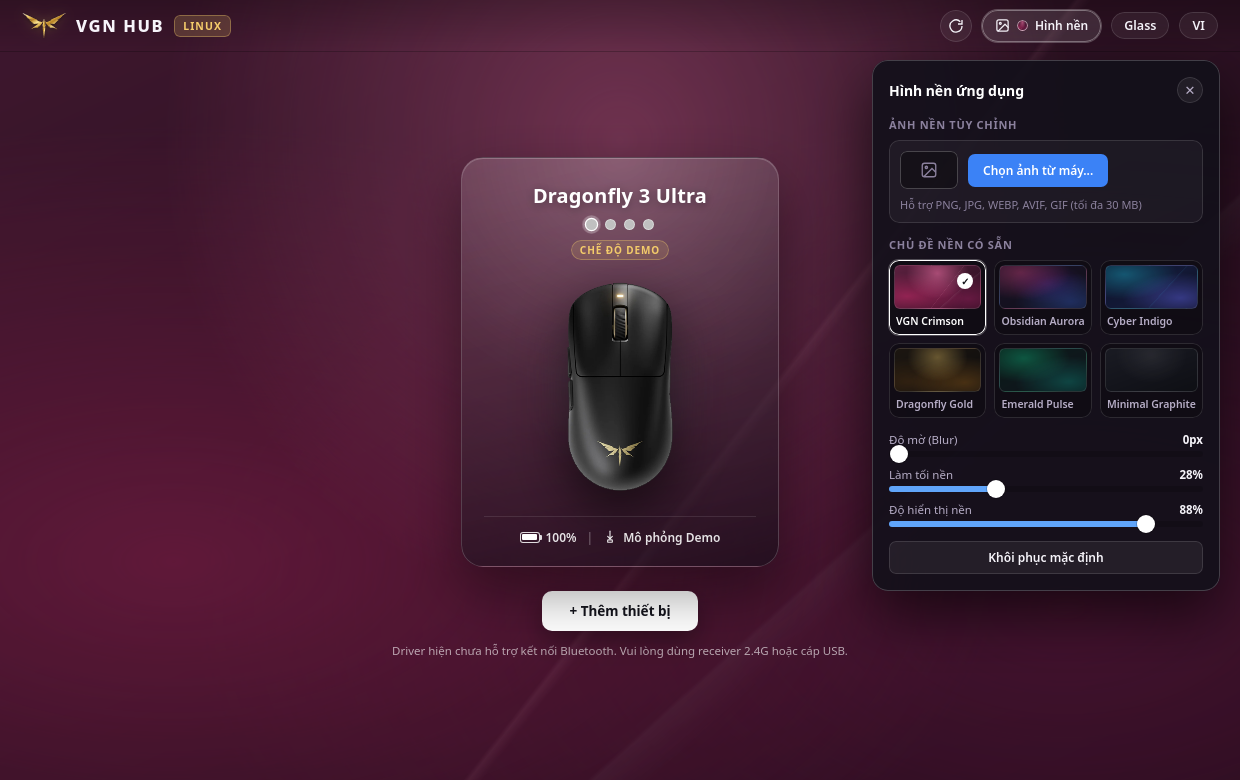 VGN HUB
LINUX
Hình nền
Glass
VI
Dragonfly 3 Ultra
CHẾ ĐỘ DEMO
100% | Mô phỏng Demo
+ Thêm thiết bị
Driver hiện chưa hỗ trợ kết nối Bluetooth. Vui lòng dùng receiver 2.4G hoặc cáp USB.
Hình nền ứng dụng
ẢNH NỀN TÙY CHỈNH
Chọn ảnh từ máy...
Hỗ trợ PNG, JPG, WEBP, AVIF, GIF (tối đa 30 MB)
CHỦ ĐỀ NỀN CÓ SẴN
VGN Crimson
Obsidian Aurora
Cyber Indigo
Dragonfly Gold
Emerald Pulse
Minimal Graphite
Độ mờ (Blur) 0px
Làm tối nền 28%
Độ hiển thị nền 88%
Khôi phục mặc định